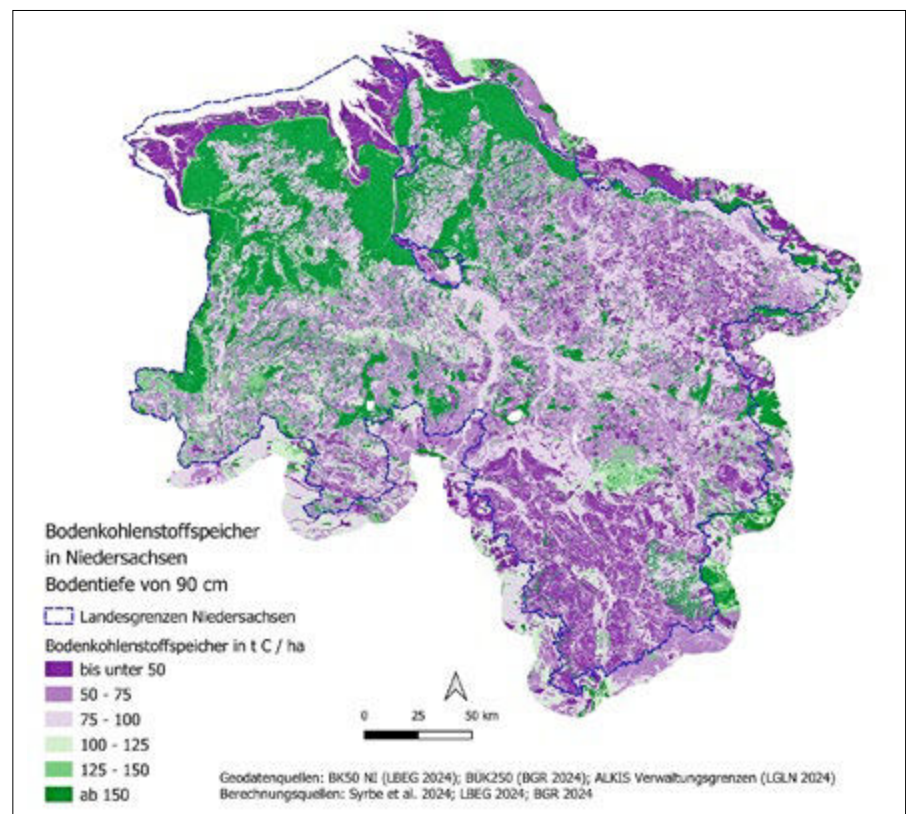 Bodenkohlenstoffspeicher
in Niedersachsen
Bodentiefe von 90 cm
Landesgrenzen Niedersachsen
Bodenkohlenstoffspeicher in t C / ha
bis unter 50
50 - 75
75 - 100
100 - 125
125 - 150
ab 150
0 25 50 km
Geodatenquellen: BK50 NI (LBEG 2024); BÜK250 (BGR 2024); ALKIS Verwaltungsgrenzen (LGLN 2024)
Berechnungsquellen: Syrbe et al. 2024; LBEG 2024; BGR 2024